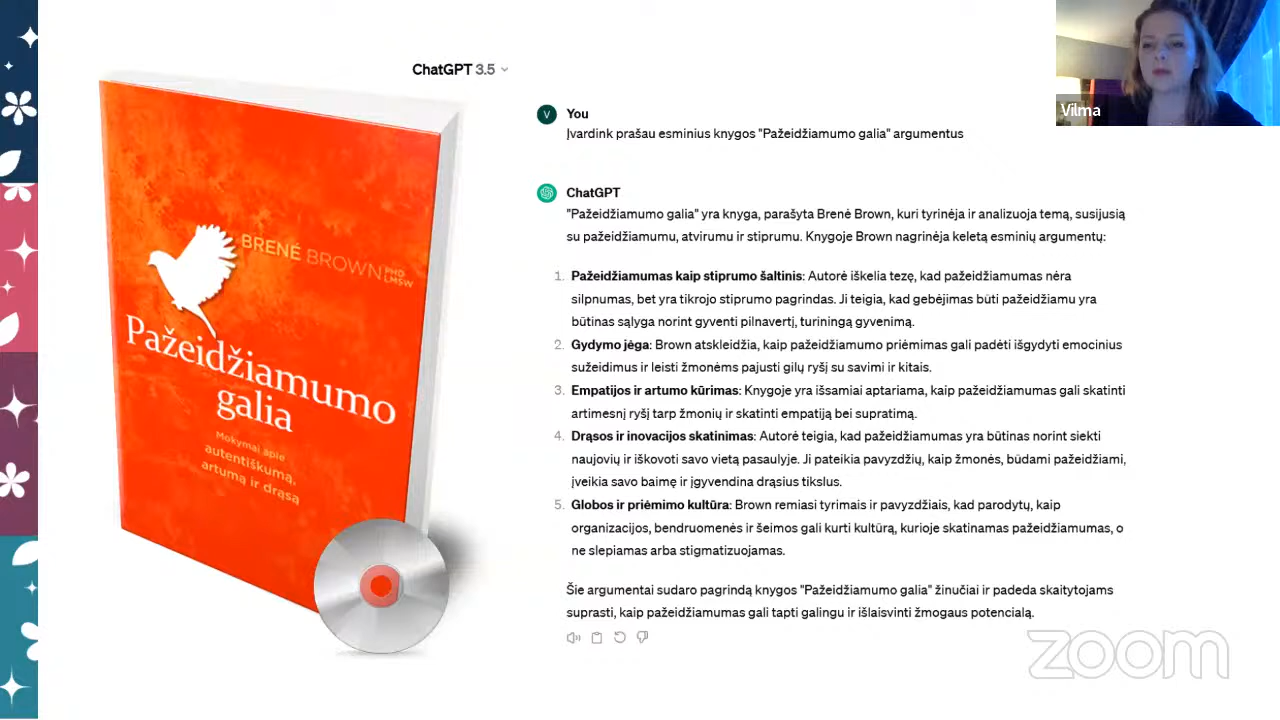 ChatGPT 3.5
Vilma
BRENÉ BROWN PHD
LMSW
Pažeidžiamumo
galia
Mokymai apie
autentiškumą,
artumą ir drąsą
V
You
Įvardink prašau esminius knygos "Pažeidžiamumo galia" argumentus
ChatGPT
"Pažeidžiamumo galia" yra knyga, parašyta Brenė Brown, kuri tyrinėja ir analizuoja temą, susijusią
su pažeidžiamumu, atvirumu ir stiprumu. Knygoje Brown nagrinėja keletą esminių argumentų:
1. Pažeidžiamumas kaip stiprumo šaltinis: Autorė iškelia tezę, kad pažeidžiamumas nėra
silpnumas, bet yra tikrojo stiprumo pagrindas. Ji teigia, kad gebėjimas būti pažeidžiamu yra
būtinas sąlyga norint gyventi pilnavertį, turiningą gyvenimą.
2. Gydymo jėga: Brown atskleidžia, kaip pažeidžiamumo priėmimas gali padėti išgydyti emocinius
sužeidimus ir leisti žmonėms pajusti gilų ryšį su savimi ir kitais.
3. Empatijos ir artumo kūrimas: Knygoje yra išsamiai aptariama, kaip pažeidžiamumas gali skatinti
artimesnį ryšį tarp žmonių ir skatinti empatiją bei supratimą.
4. Drąsos ir inovacijos skatinimas: Autorė teigia, kad pažeidžiamumas yra būtinas norint siekti
naujovių ir iškovoti savo vietą pasaulyje. Ji pateikia pavyzdžių, kaip žmonės, būdami pažeidžiami,
įveikia savo baimę ir įgyvendina drąsius tikslus.
5. Globos ir priėmimo kultūra: Brown remiasi tyrimais ir pavyzdžiais, kad parodytų, kaip
organizacijos, bendruomenės ir šeimos gali kurti kultūrą, kurioje skatinamas pažeidžiamumas, o
ne slepiamas arba stigmatizuojamas.
Šie argumentai sudaro pagrindą knygos "Pažeidžiamumo galia" žinučiai ir padeda skaitytojams
suprasti, kaip pažeidžiamumas gali tapti galingu ir išlaisvinti žmogaus potencialą.
zoom